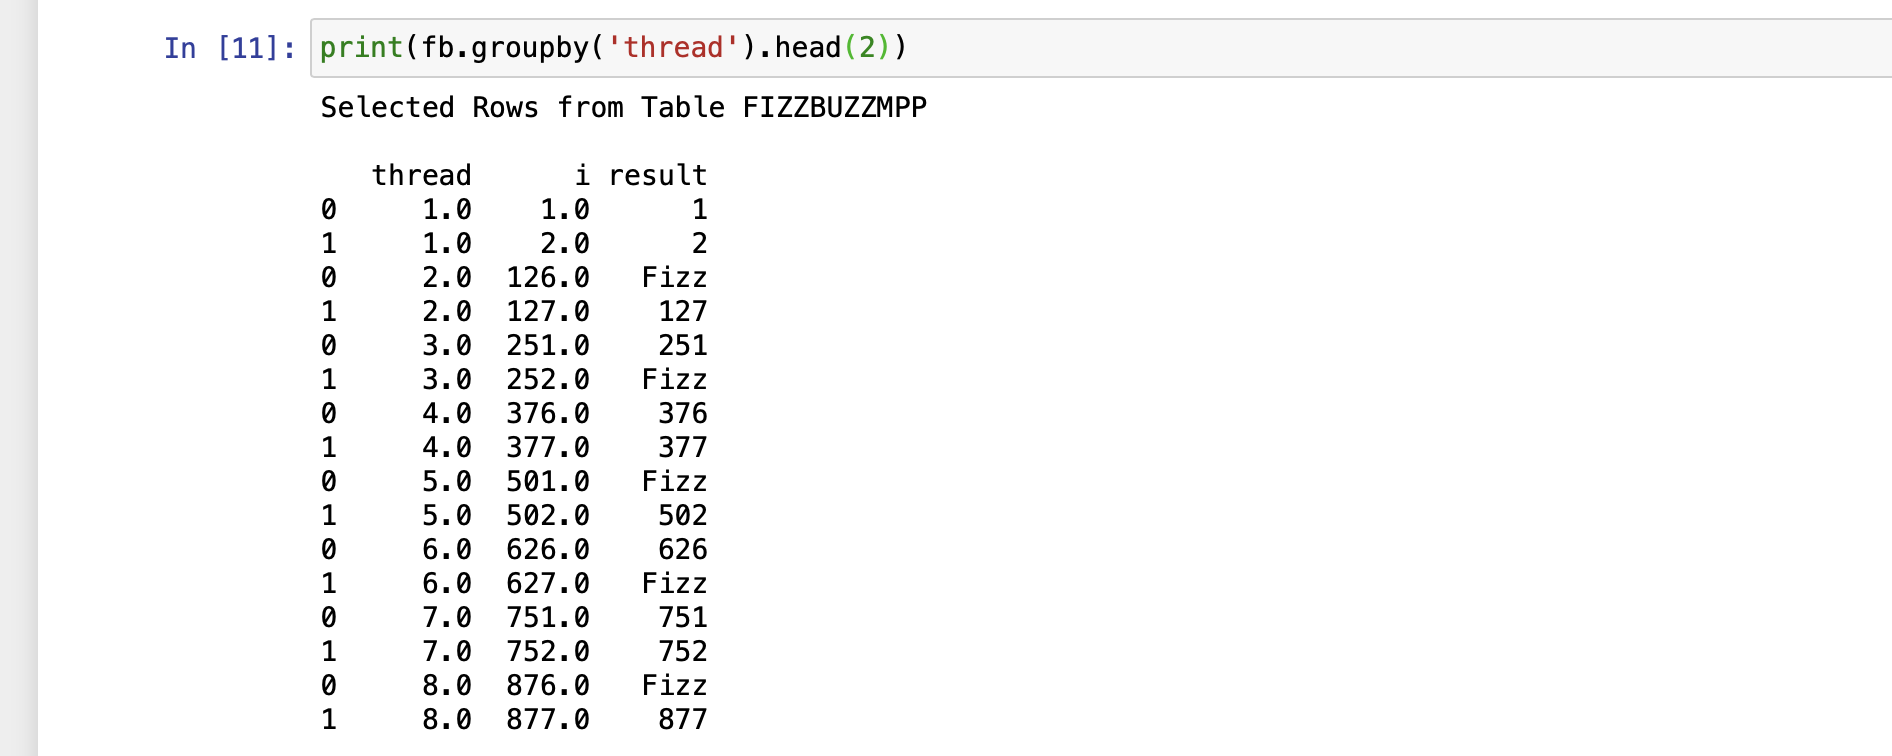 In [11]: print(fb.groupby('thread').head(2))
Selected Rows from Table FIZZBUZZMPP
thread i result
0 1.0 1.0 1
1 1.0 2.0 2
0 2.0 126.0 Fizz
1 2.0 127.0 127
0 3.0 251.0 251
1 3.0 252.0 Fizz
0 4.0 376.0 376
1 4.0 377.0 377
0 5.0 501.0 Fizz
1 5.0 502.0 502
0 6.0 626.0 626
1 6.0 627.0 Fizz
0 7.0 751.0 751
1 7.0 752.0 752
0 8.0 876.0 Fizz
1 8.0 877.0 877